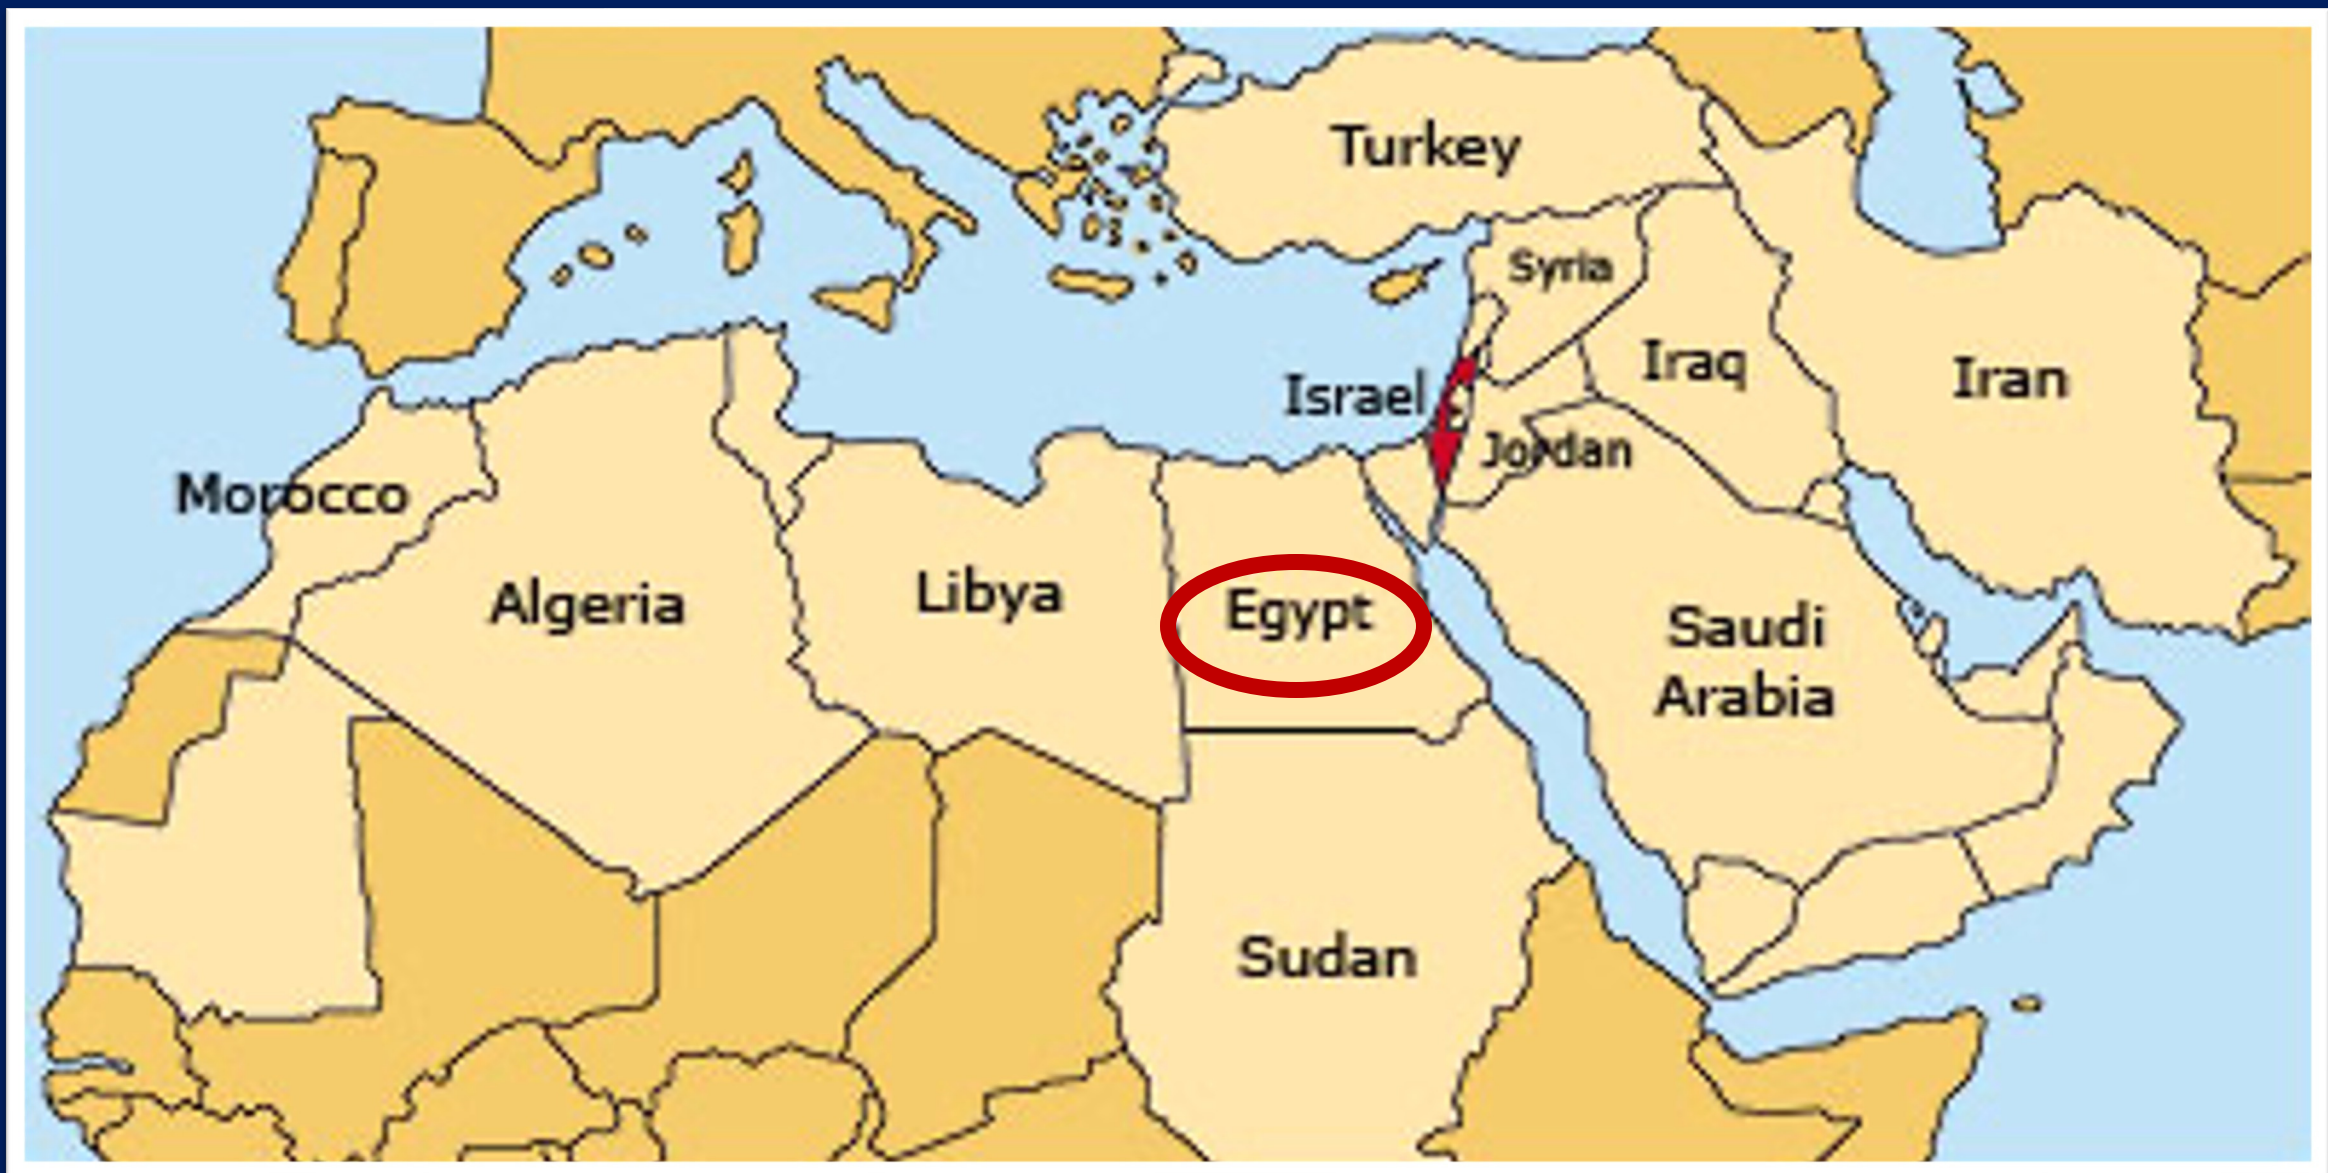 Turkey
Syria
Iraq
Iran
Israel
Jordan
Morocco
Algeria
Libya
Egypt
Saudi
Arabia
Sudan